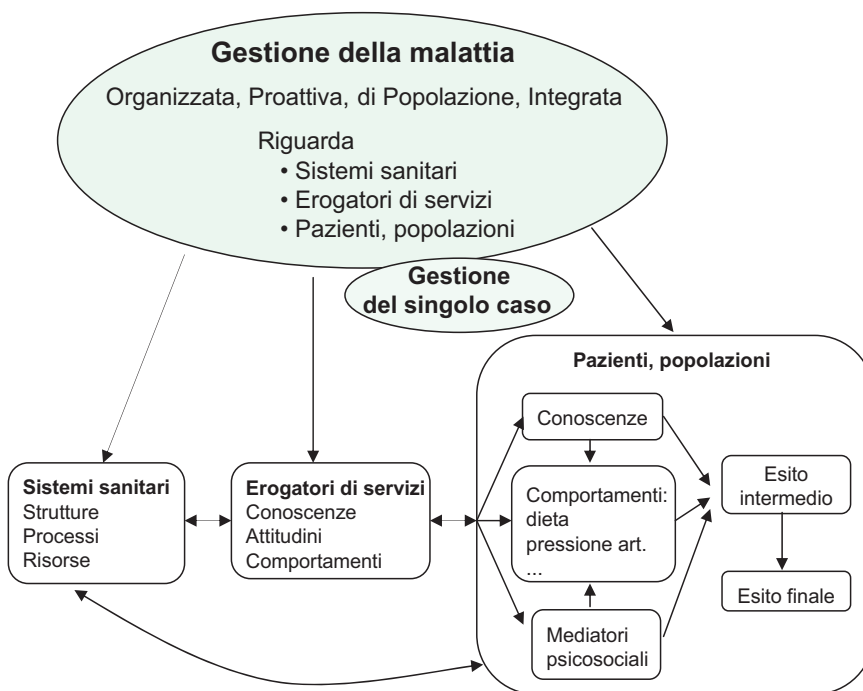 Gestione della malattia
Organizzata, Proattiva, di Popolazione, Integrata
Riguarda
• Sistemi sanitari
• Erogatori di servizi
• Pazienti, popolazioni
Gestione
del singolo caso
Sistemi sanitari
Strutture
Processi
Risorse
Erogatori di servizi
Conoscenze
Attitudini
Comportamenti
Pazienti, popolazioni
Conoscenze
Comportamenti:
dieta
pressione art.
...
Mediatori
psicosociali
Esito
intermedio
Esito finale